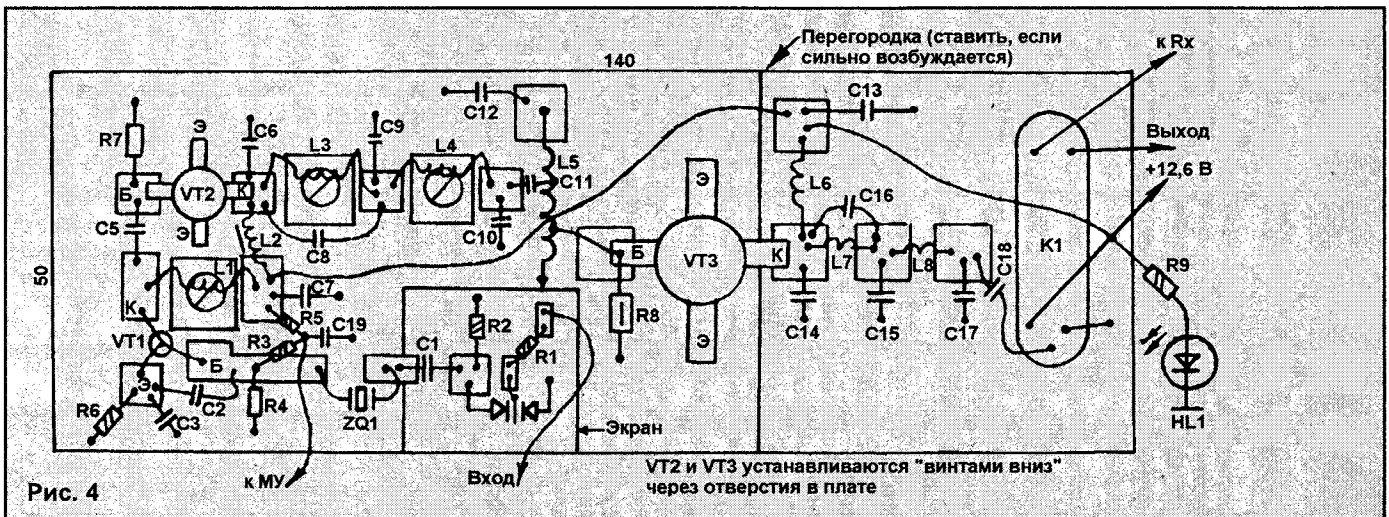 Перегородка (ставить, если
сильно возбуждается)
к Rx
140
C12
C13
Выход
+12,6 В
R7
Э
C6
L3
C9
L4
L5
C11
Э
L6
C16
Б
VT2
К
C5
Э
L2
C8
C10
Б
VT3
К
L7
L8
C18
K1
R9
50
L1
C7
К
R5
C19
R3
VT1
Б
C1
R2
R1
R8
Э
C14
C15
C17
Э
C2
R6
C3
R4
ZQ1
Экран
HL1
к МУ
Вход
VT2 и VT3 устанавливаются "винтами вниз"
через отверстия в плате
Рис. 4